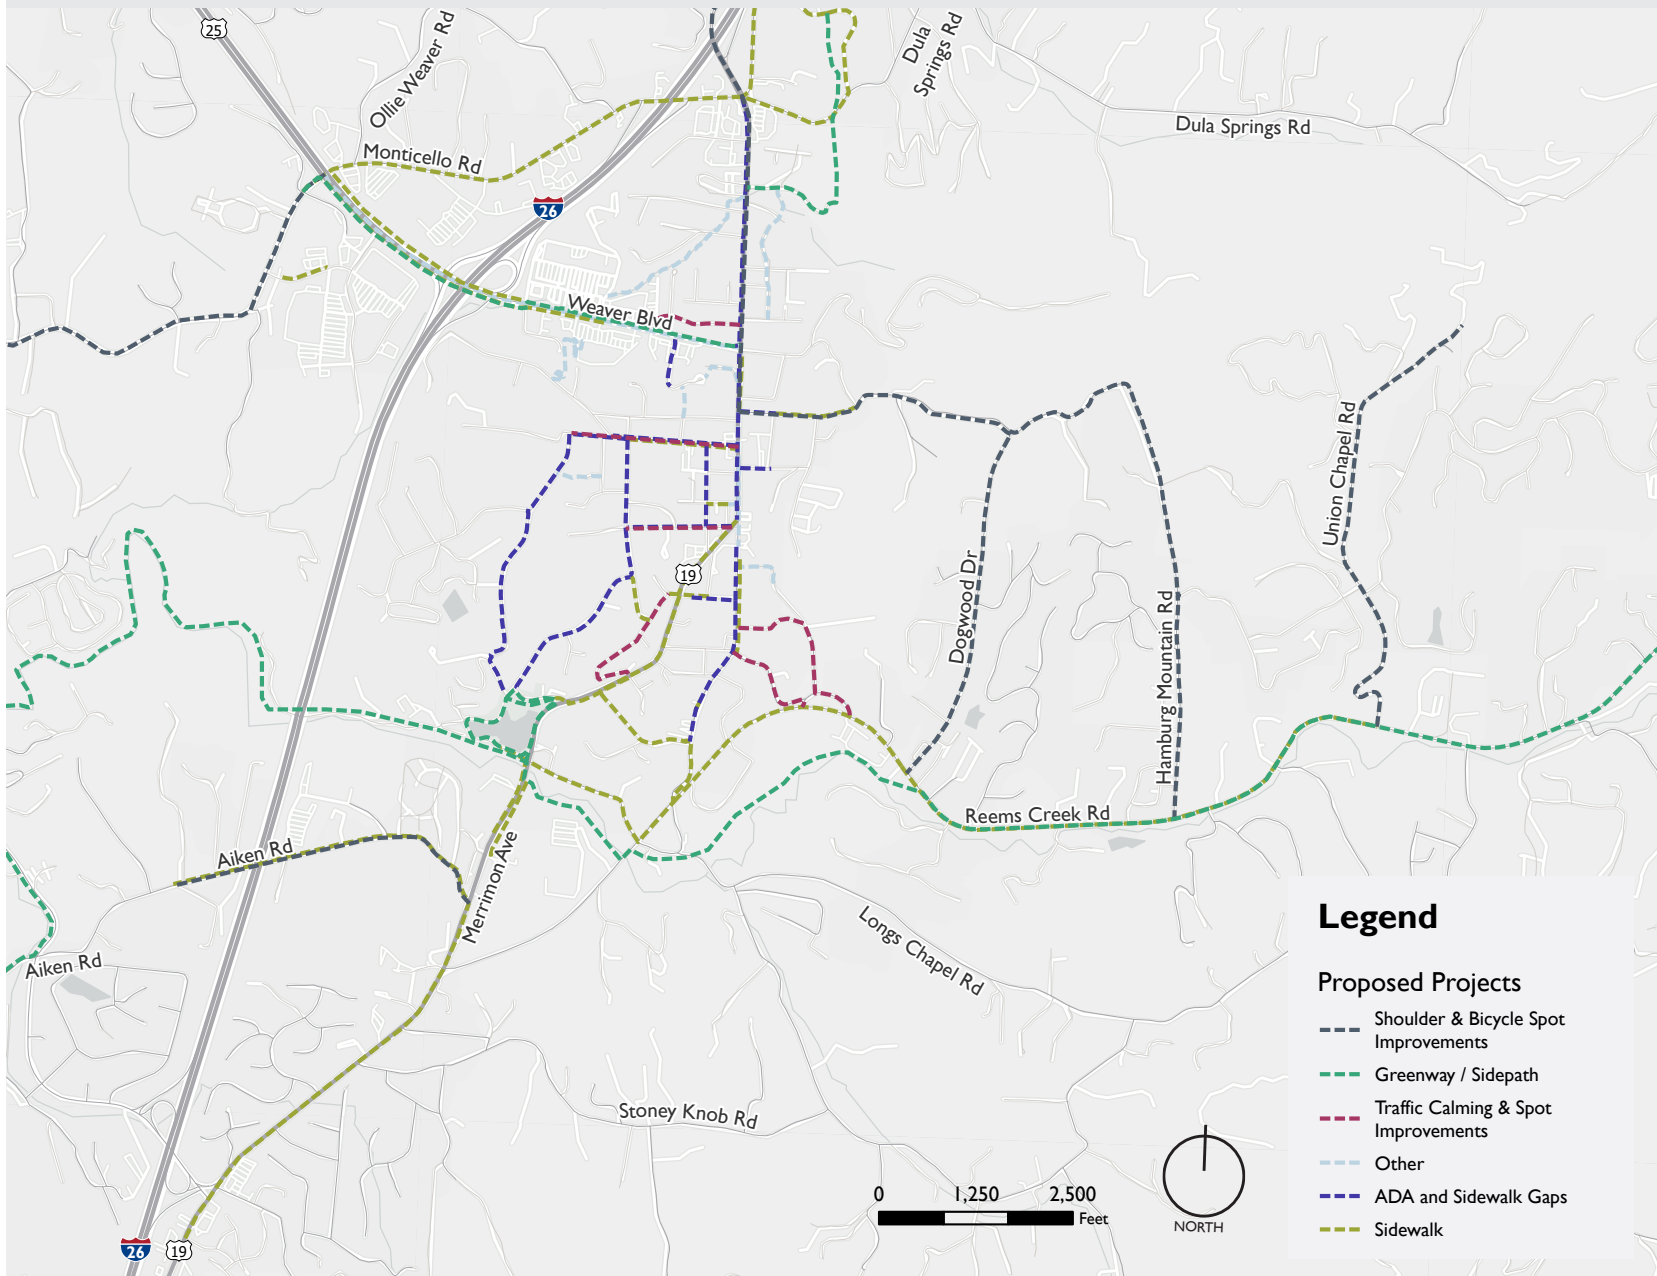 25
Ollie Weaver Rd
Dula
Springs Rd
Dula Springs Rd
Monticello Rd
26
Weaver Blvd
Union Chapel Rd
19
Dogwood Dr
Hamburg Mountain Rd
Reems Creek Rd
Aiken Rd
Merrimon Ave
Aiken Rd
Longs Chapel Rd
Stoney Knob Rd
Legend
Proposed Projects
Shoulder & Bicycle Spot
Improvements
Greenway / Sidepath
Traffic Calming & Spot
Improvements
Other
ADA and Sidewalk Gaps
Sidewalk
0 1,250 2,500
Feet
NORTH
26
19